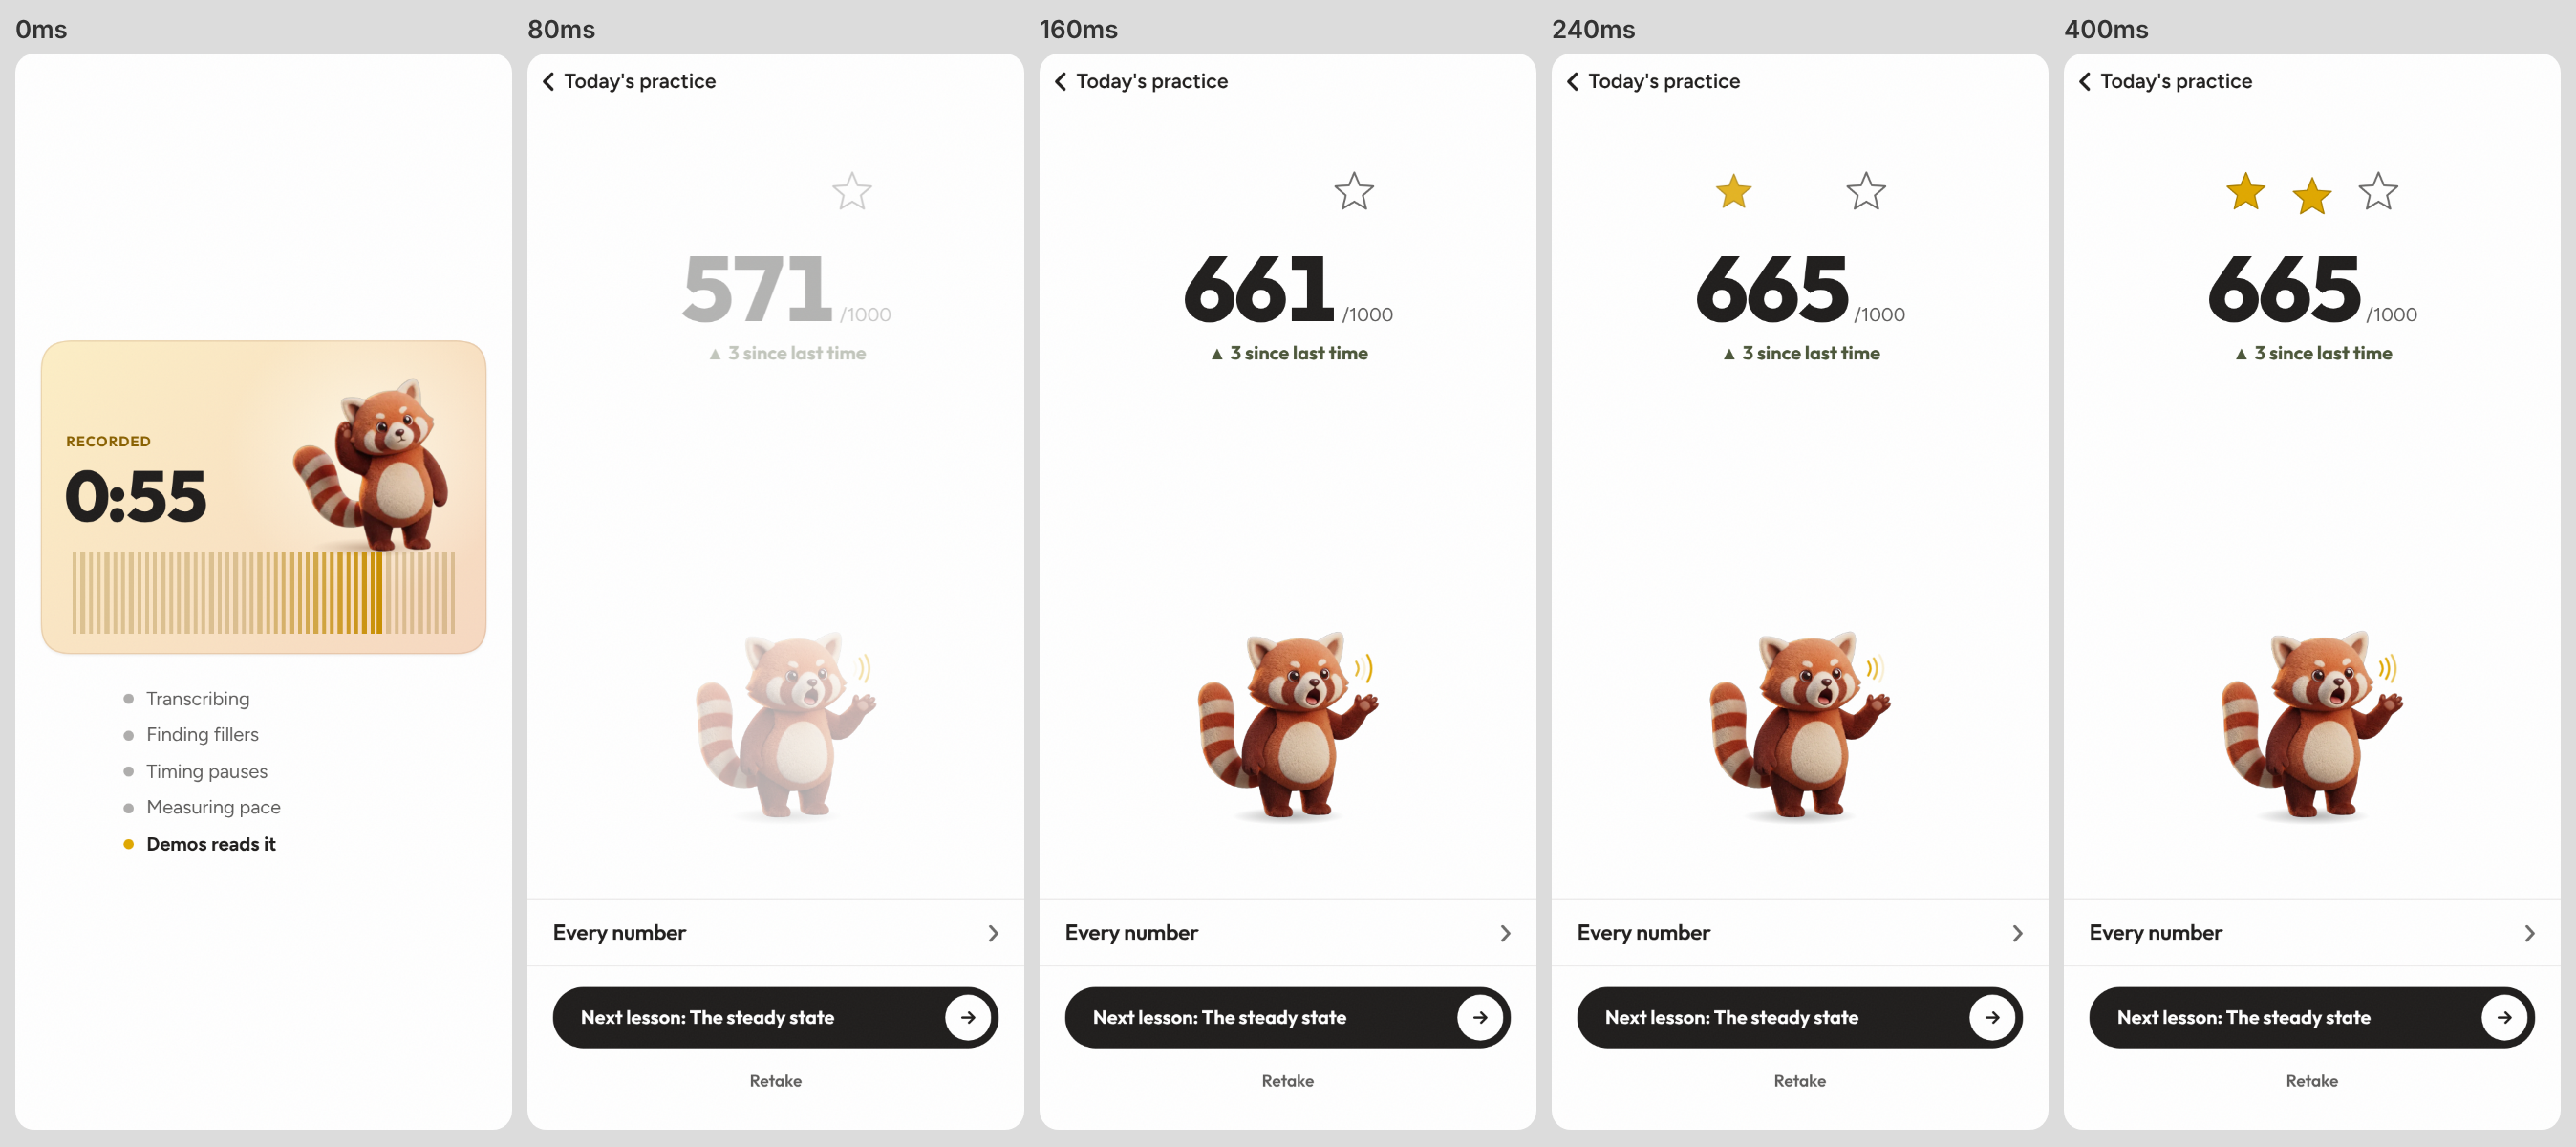 0ms
RECORDED
0:55
Transcribing
Finding fillers
Timing pauses
Measuring pace
Demos reads it
80ms
Today's practice
571 /1000
▲ 3 since last time
Every number
Next lesson: The steady state
Retake
160ms
Today's practice
661 /1000
▲ 3 since last time
Every number
Next lesson: The steady state
Retake
240ms
Today's practice
665 /1000
▲ 3 since last time
Every number
Next lesson: The steady state
Retake
400ms
Today's practice
665 /1000
▲ 3 since last time
Every number
Next lesson: The steady state
Retake